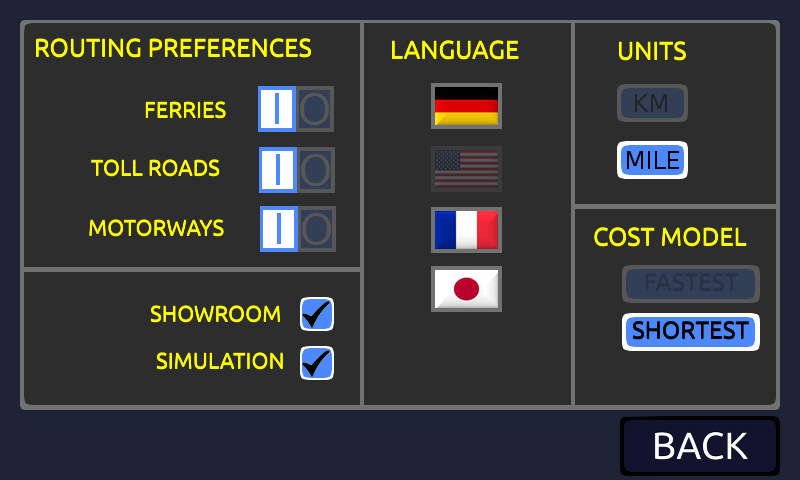 ROUTING PREFERENCES
FERRIES
I O
TOLL ROADS
I O
MOTORWAYS
I O
SHOWROOM
SIMULATION
LANGUAGE
UNITS
KM
MILE
COST MODEL
FASTEST
SHORTEST
BACK